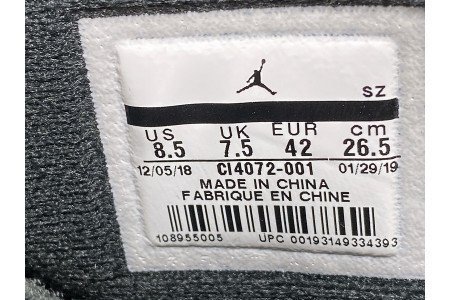 SZ
US UK EUR cm
8.5 7.5 42 26.5
12/05/18 CI4072-001 01/29/19
MADE IN CHINA
FABRIQUE EN CHINE
108955005 UPC 00193149334393